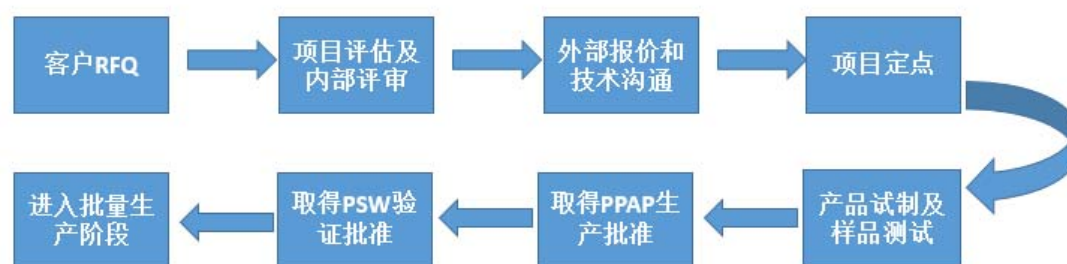 客户RFQ
项目评估及
内部评审
外部报价和
技术沟通
项目定点
产品试制及
样品测试
取得PPAP生
产批准
取得PSW验
证批准
进入批量生
产阶段